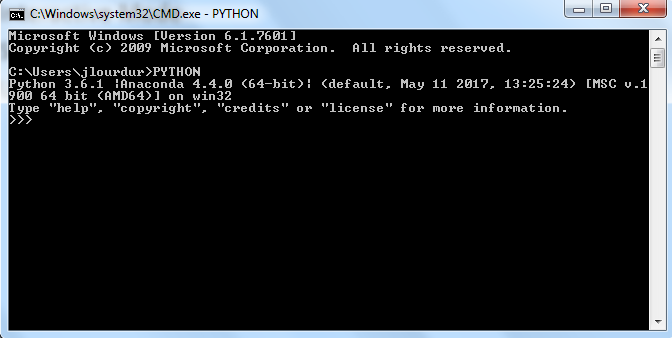 C:\Windows\system32\CMD.exe - PYTHON
Microsoft Windows [Version 6.1.7601]
Copyright (c) 2009 Microsoft Corporation.  All rights reserved.
C:\Users\jlourdur>PYTHON
Python 3.6.1 |Anaconda 4.4.0 (64-bit)| (default, May 11 2017, 13:25:24) [MSC v.1
900 64 bit (AMD64)] on win32
Type "help", "copyright", "credits" or "license" for more information.
>>>